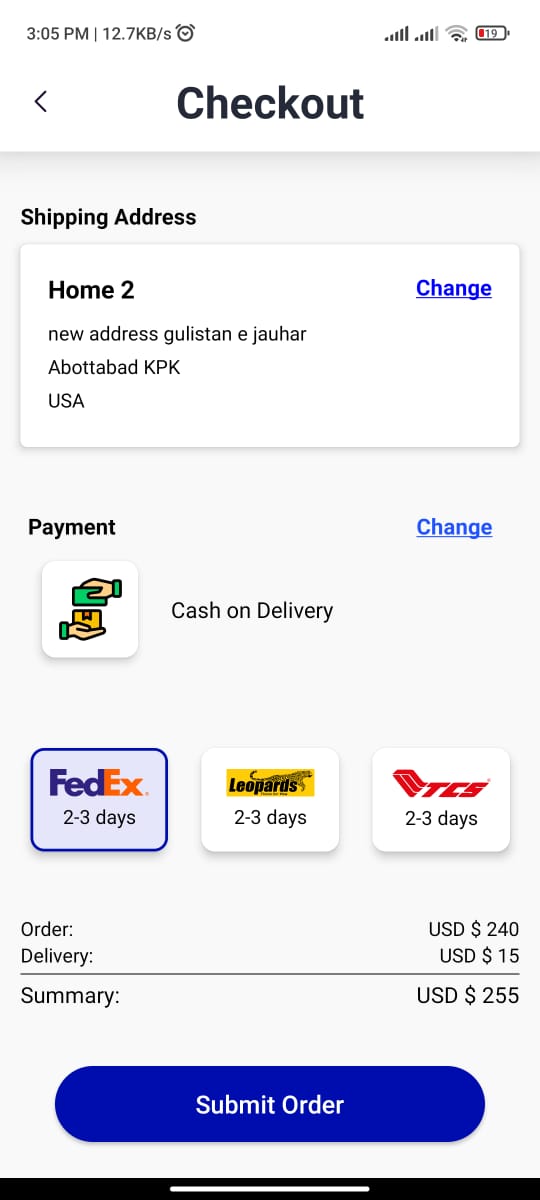 3:05 PM | 12.7KB/s
19
Checkout
Shipping Address
Home 2
Change
new address gulistan e jauhar
Abottabad KPK
USA
Payment
Change
Cash on Delivery
FedEx
Leopards
TCS
2-3 days
2-3 days
2-3 days
Order:
USD $ 240
Delivery:
USD $ 15
Summary:
USD $ 255
Submit Order